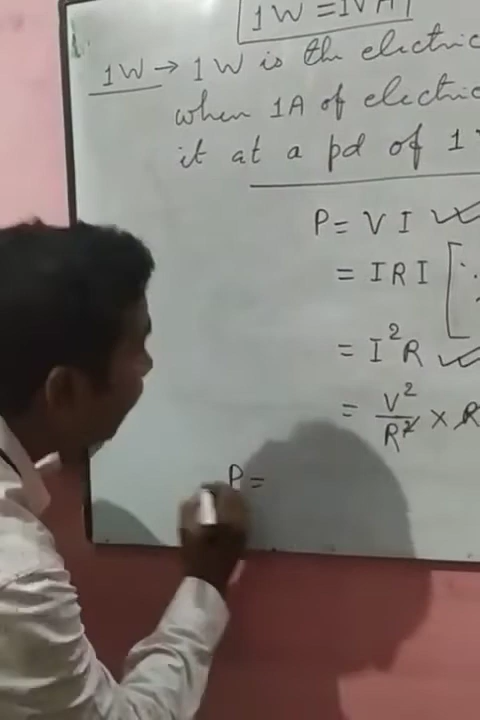 1W = 1VA
1W → 1W is the electric
when 1A of electric
it at a pd of 1
P = VI
= IRI [∴
= I²R
= V²/R² × R
P =